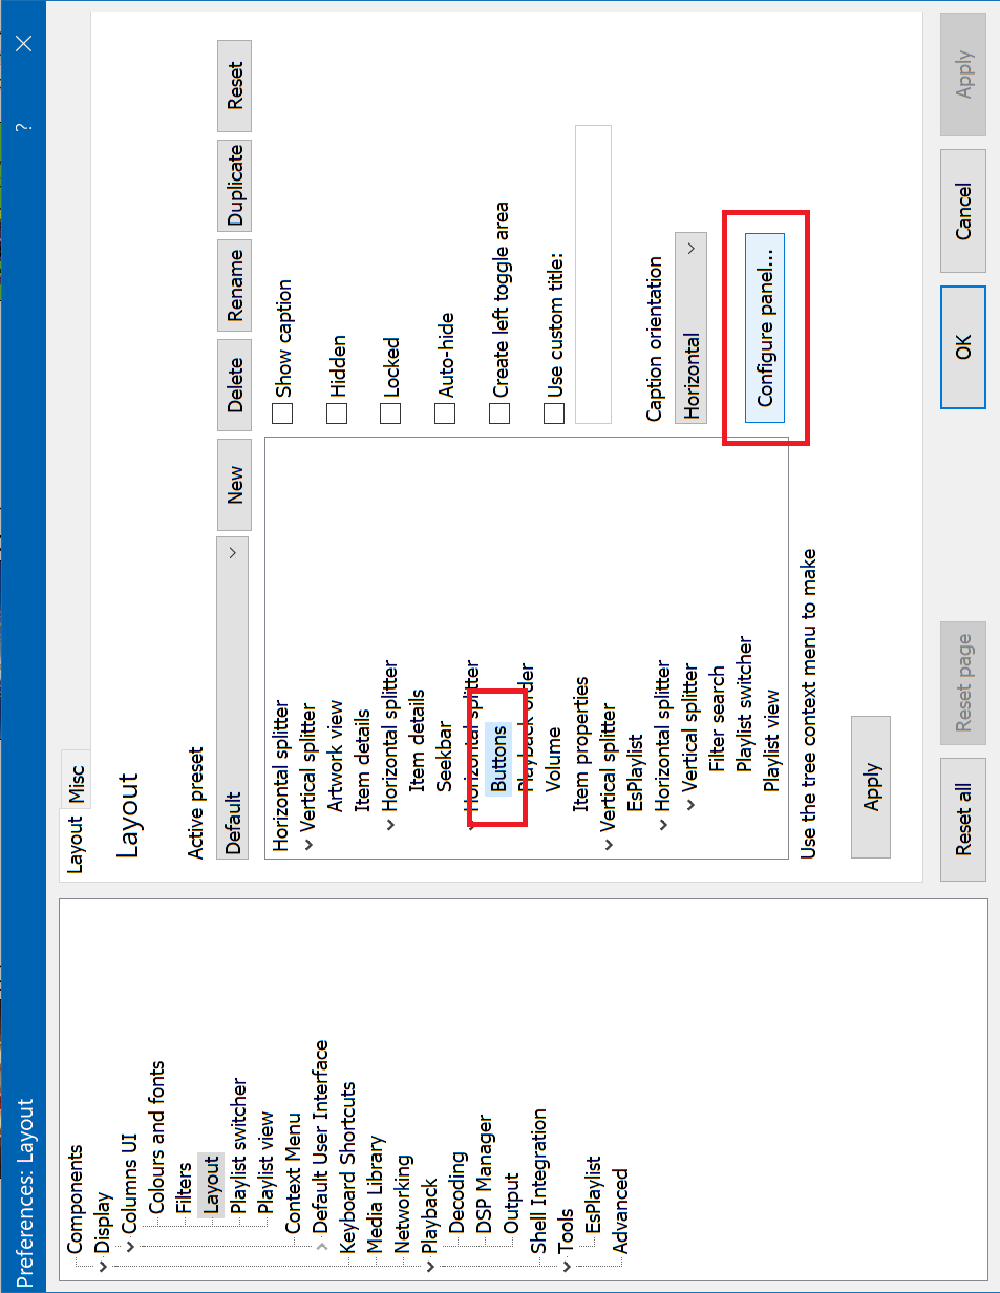 Preferences: Layout
?
Components
Display
Columns UI
Colours and fonts
Filters
Layout
Playlist switcher
Playlist view
Context Menu
Default User Interface
Keyboard Shortcuts
Media Library
Networking
Playback
Decoding
DSP Manager
Output
Shell Integration
Tools
EsPlaylist
Advanced
Layout Misc
Layout
Active preset
Default New Delete Rename Duplicate Reset
Horizontal splitter
Vertical splitter
Artwork view
Item details
Horizontal splitter
Item details
Seekbar
Horizontal splitter
Buttons
Playback order
Volume
Item properties
Vertical splitter
EsPlaylist
Horizontal splitter
Vertical splitter
Filter search
Playlist switcher
Playlist view
Show caption
Hidden
Locked
Auto-hide
Create left toggle area
Use custom title:
Caption orientation
Horizontal
Configure panel...
Use the tree context menu to make
Apply
Reset all Reset page OK Cancel Apply